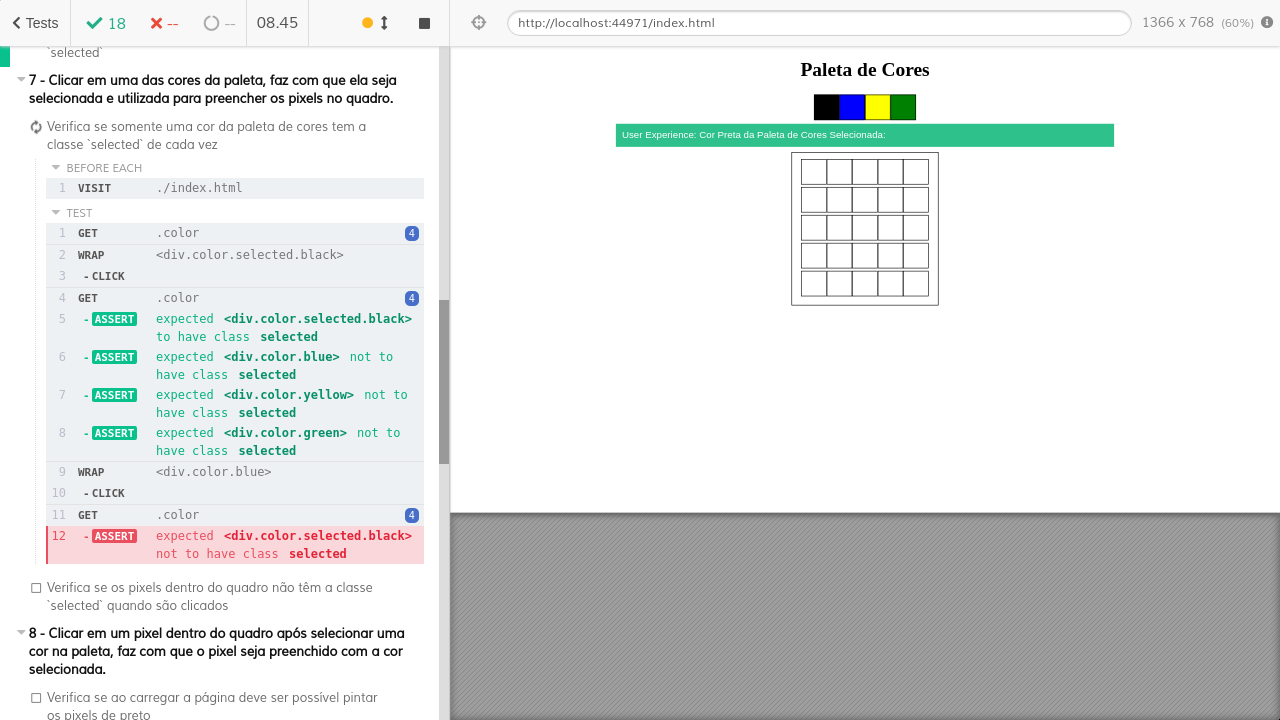 Tests 18 -- -- 08.45
http://localhost:44971/index.html 1366 x 768 (60%)
`selected`
7 - Clicar em uma das cores da paleta, faz com que ela seja
selecionada e utilizada para preencher os pixels no quadro.
Verifica se somente uma cor da paleta de cores tem a
classe `selected` de cada vez
BEFORE EACH
1 VISIT ./index.html
TEST
1 GET .color 4
2 WRAP <div.color.selected.black>
3 - CLICK
4 GET .color 4
5 - ASSERT expected <div.color.selected.black>
to have class selected
6 - ASSERT expected <div.color.blue> not to
have class selected
7 - ASSERT expected <div.color.yellow> not to
have class selected
8 - ASSERT expected <div.color.green> not to
have class selected
9 WRAP <div.color.blue>
10 - CLICK
11 GET .color 4
12 - ASSERT expected <div.color.selected.black>
not to have class selected
Verifica se os pixels dentro do quadro não têm a classe
`selected` quando são clicados
8 - Clicar em um pixel dentro do quadro após selecionar uma
cor na paleta, faz com que o pixel seja preenchido com a cor
selecionada.
Verifica se ao carregar a página deve ser possível pintar
os pixels de preto
Paleta de Cores
User Experience: Cor Preta da Paleta de Cores Selecionada: